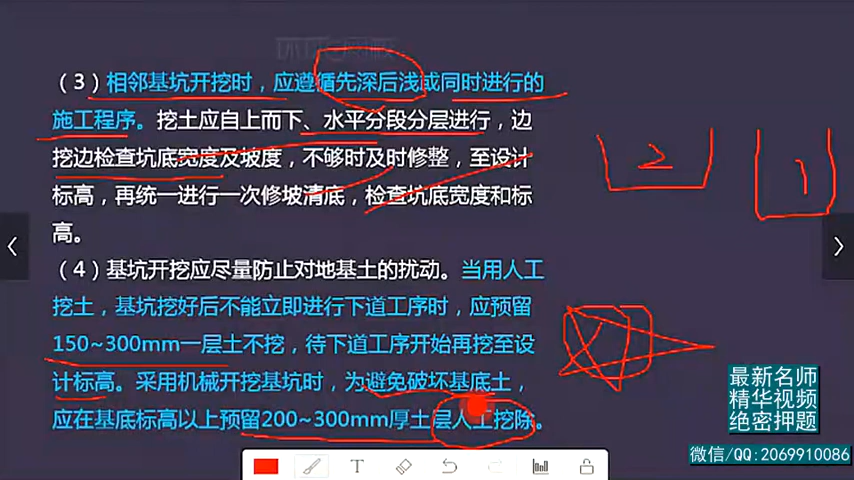 (3)相邻基坑开挖时，应遵循先深后浅或同时进行的
施工程序。挖土应自上而下、水平分段分层进行，边
挖边检查坑底宽度及坡度，不够时及时修整，至设计
标高，再统一进行一次修坡清底，检查坑底宽度和标
高。
(4)基坑开挖应尽量防止对地基土的扰动。当用人工
挖土，基坑挖好后不能立即进行下道工序时，应预留
150~300mm一层土不挖，待下道工序开始再挖至设
计标高。采用机械开挖基坑时，为避免破坏基底土，
应在基底标高以上预留200~300mm厚土层人工挖除。
2
1
最新名师
精华视频
绝密押题
微信/QQ:2069910086
T